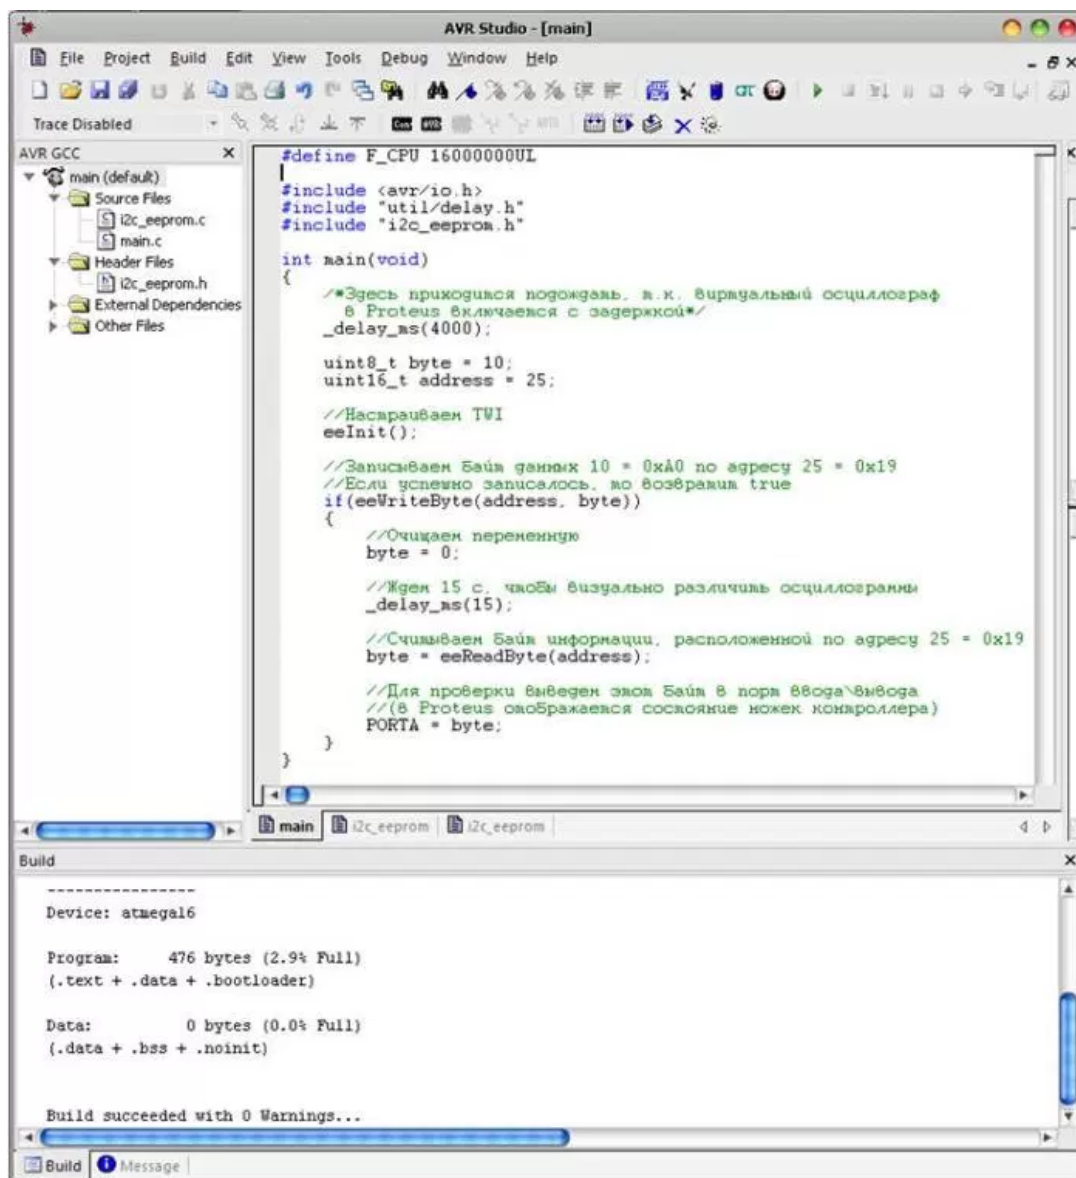 AVR Studio - [main]
File Project Build Edit View Tools Debug Window Help
Trace Disabled
AVR GCC
main (default)
Source Files
i2c_eeprom.c
main.c
Header Files
i2c_eeprom.h
External Dependencies
Other Files
#define F_CPU 16000000UL
#include <avr/io.h>
#include "util/delay.h"
#include "i2c_eeprom.h"
int main(void)
{
/*Здесь приходится подождать, т.к. виртуальный осциллограф
в Proteus включается с задержкой*/
_delay_ms(4000);
uint8_t byte = 10;
uint16_t address = 25;
//Настраиваем TWI
eeInit();
//Записываем байт данных 10 = 0xA0 по адресу 25 = 0x19
//Если успешно записалось, то возвратит true
if(eeWriteByte(address, byte))
{
//Очищаем переменную
byte = 0;
//Ждем 15 с, чтобы визуально различить осциллограммы
_delay_ms(15);
//Считываем байт информации, расположенной по адресу 25 = 0x19
byte = eeReadByte(address);
//Для проверки выведем этот байт в порт ввода\вывода
//(в Proteus отображается состояние ножек контроллера)
PORTA = byte;
}
}
main i2c_eeprom i2c_eeprom
Build
----------------
Device: atmega16
Program: 476 bytes (2.9% Full)
(.text + .data + .bootloader)
Data: 0 bytes (0.0% Full)
(.data + .bss + .noinit)
Build succeeded with 0 Warnings...
Build Message